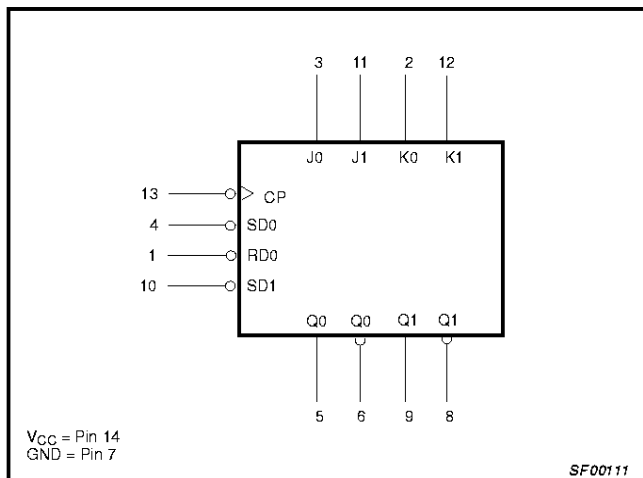 3 11 2 12
J0 J1 K0 K1
13 CP
4 SD0
1 RD0
10 SD1
Q0 Q0 Q1 Q1
5 6 9 8
VCC = Pin 14
GND = Pin 7
SF00111